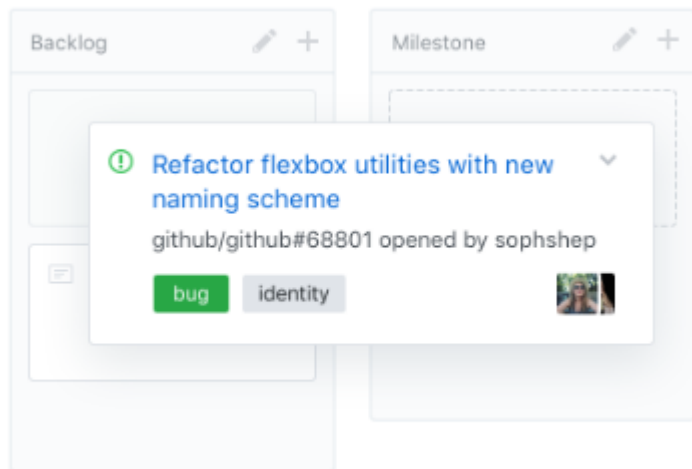 Backlog
Milestone
Refactor flexbox utilities with new
naming scheme
github/github#68801 opened by sophshep
bug identity